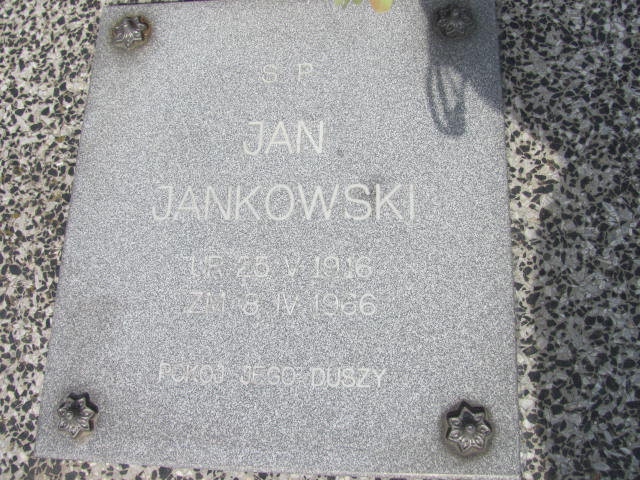 S P
JAN
JANKOWSKI
UR 25 V 1916
ZM 8 IV 1966
POKÓJ JEGO DUSZY